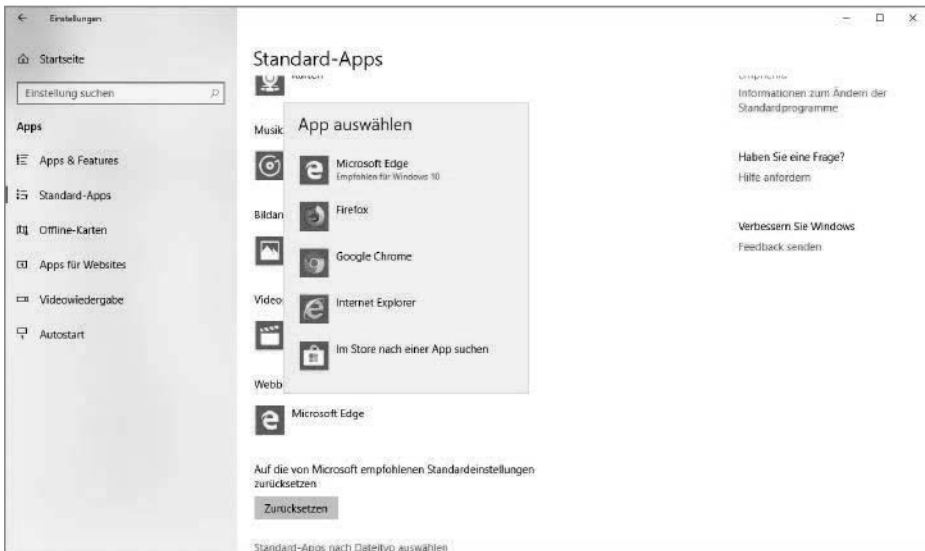 Einstellungen
Startseite
Einstellung suchen
Apps
Apps & Features
Standard-Apps
Offline-Karten
Apps für Websites
Videowiedergabe
Autostart
Standard-Apps
Musik
Bildan
Video
Webb
App auswählen
Microsoft Edge
Empfohlen für Windows 10
Firefox
Google Chrome
Internet Explorer
Im Store nach einer App suchen
Microsoft Edge
Auf die von Microsoft empfohlenen Standardeinstellungen
zurücksetzen
Zurücksetzen
Standard-Apps nach Dateityp auswählen
Informationen zum Ändern der
Standardprogramme
Haben Sie eine Frage?
Hilfe anfordern
Verbessern Sie Windows
Feedback senden